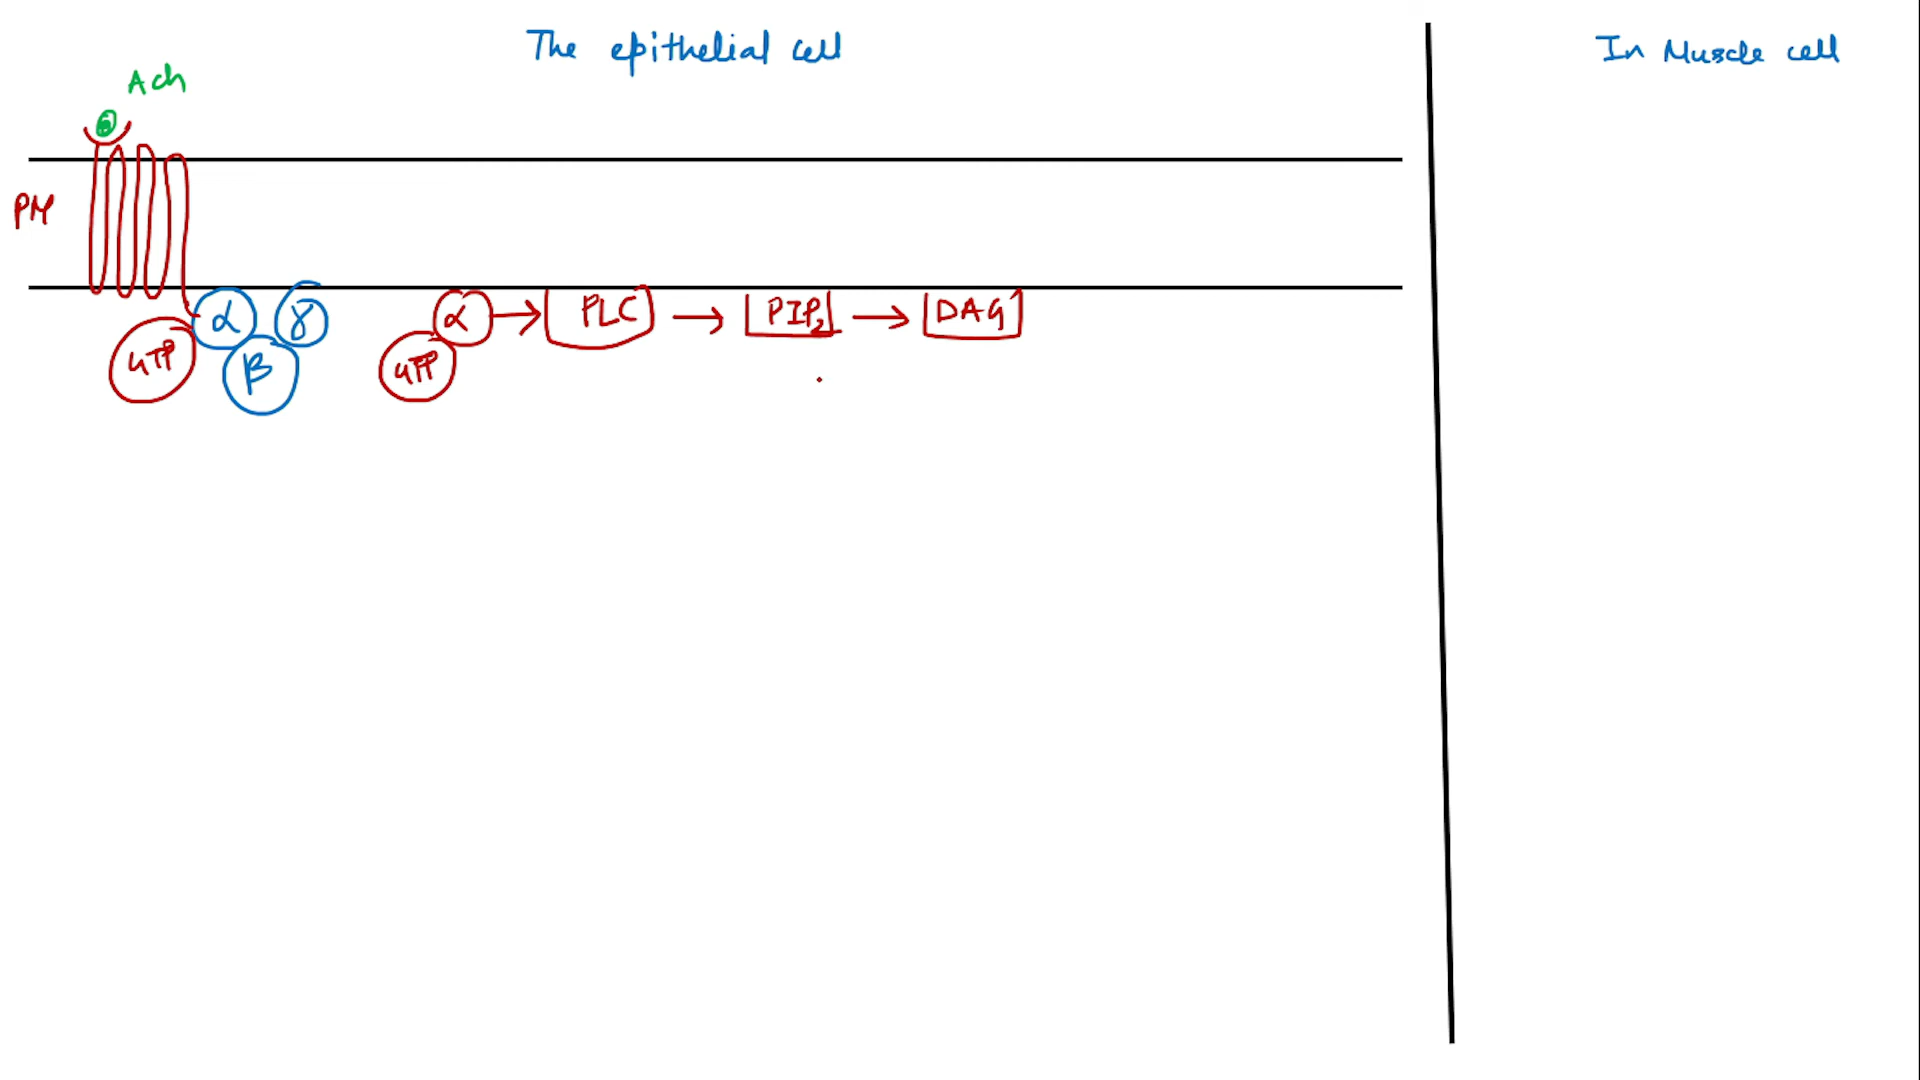 The epithelial cell
In Muscle cell
Ach
PM
α γ
GTP β
α → PLC → PIP₂ → DAG
GTP